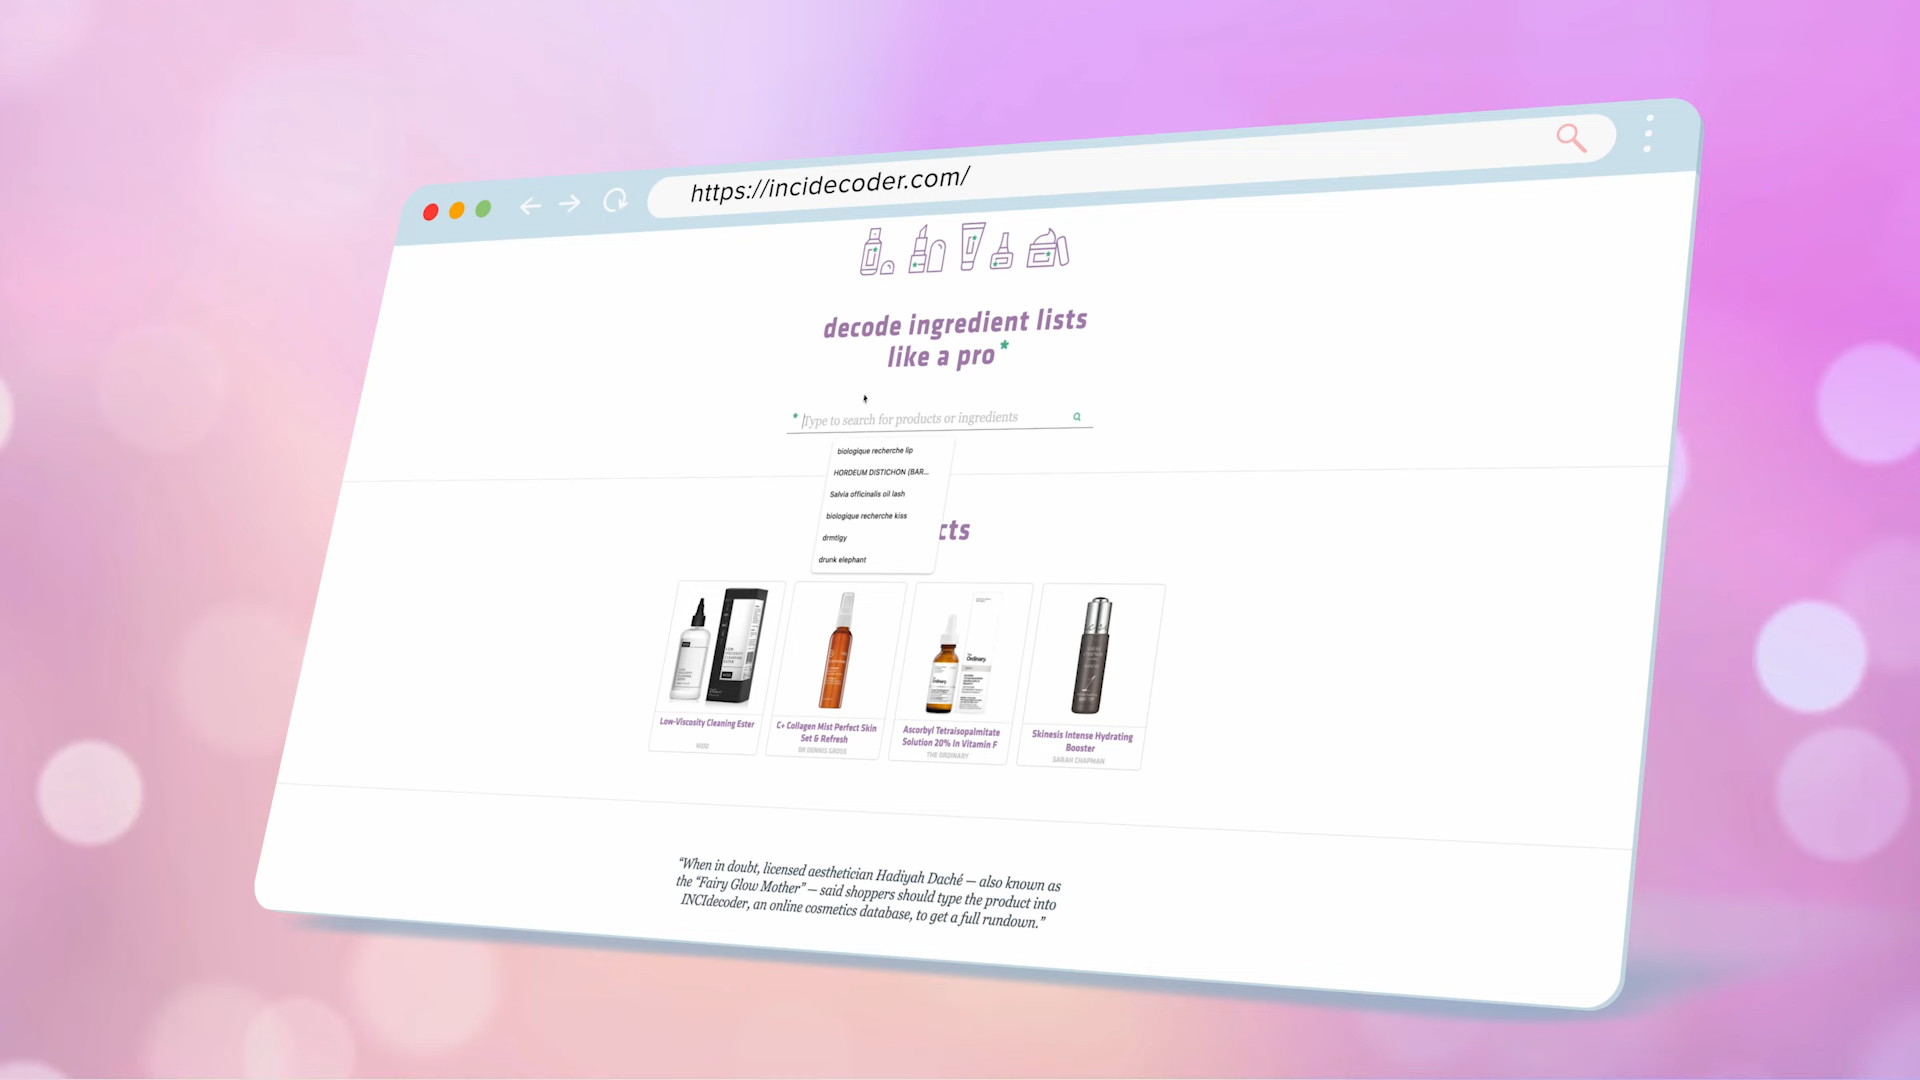 https://incidecoder.com/
decode ingredient lists
like a pro*
* Type to search for products or ingredients
biologique recherche lip
HORDEUM DISTICHON (BAR...
Salvia officinalis oil lash
biologique recherche kiss
drmtlgy
drunk elephant
cts
Low-Viscosity Cleaning Ester
NIOD
C+ Collagen Mist Perfect Skin
Set & Refresh
DR DENNIS GROSS
The
Ordinary.
Ascorbyl Tetraisopalmitate
Solution 20% In Vitamin F
THE ORDINARY
Skinesis Intense Hydrating
Booster
SARAH CHAPMAN
“When in doubt, licensed aesthetician Hadiyah Daché — also known as
the “Fairy Glow Mother” — said shoppers should type the product into
INCIdecoder, an online cosmetics database, to get a full rundown.”